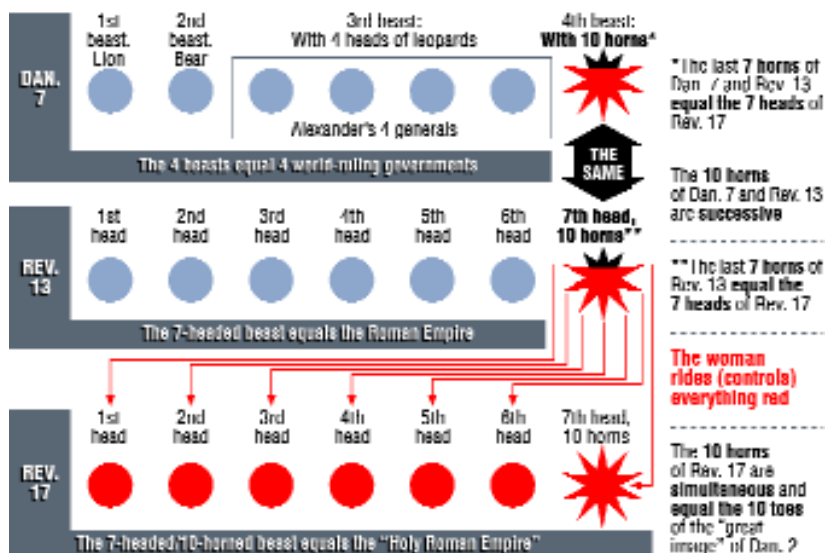 DAN.
7
1st
beast.
Lion
2nd
beast.
Bear
3rd beast:
With 4 heads of leopards
Alexander's 4 generals
4th beast:
With 10 horns*
The 4 beasts equal 4 world-ruling governments
THE
SAME
REV.
13
1st
head
2nd
head
3rd
head
4th
head
5th
head
6th
head
7th head,
10 horns**
The 7-headed beast equals the Roman Empire
REV.
17
1st
head
2nd
head
3rd
head
4th
head
5th
head
6th
head
7th head,
10 horns
The 7-headed/10-horned beast equals the "Holy Roman Empire"
*The last 7 horns of
Dan. 7 and Rev. 13
equal the 7 heads of
Rev. 17
The 10 horns
of Dan. 7 and Rev. 13
are successive
**The last 7 horns of
Rev. 13 equal the
7 heads of Rev. 17
The woman
rides (controls)
everything red
The 10 horns
of Rev. 17 are
simultaneous and
equal the 10 toes
of the "great
image" of Dan. 2